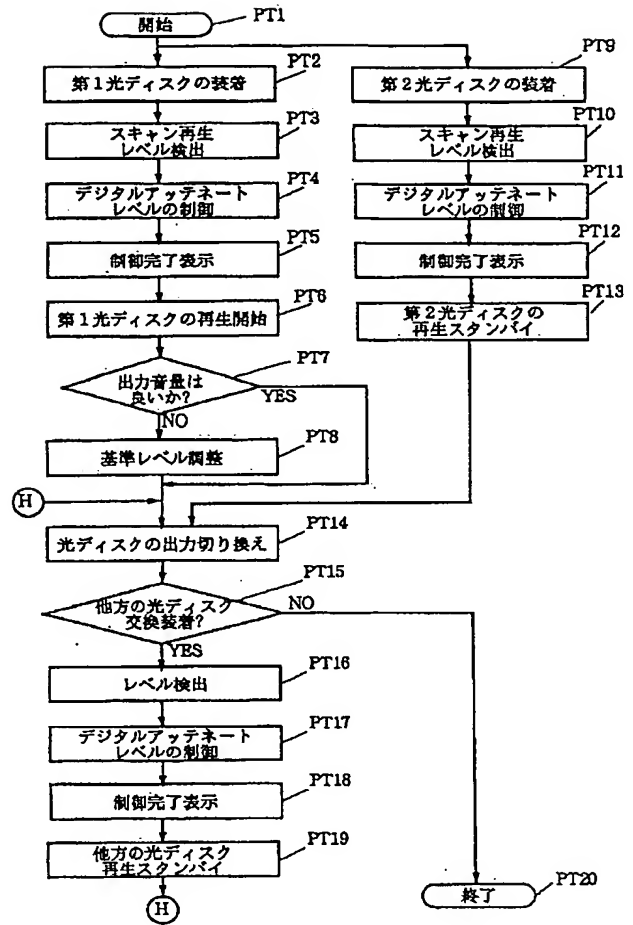 開始
PT1
PT2
第1光ディスクの装着
PT3
スキャン再生
レベル検出
PT4
デジタルアッテネート
レベルの制御
PT5
制御完了表示
PT6
第1光ディスクの再生開始
PT7
出力音量は
良いか?
YES
NO
PT8
基準レベル調整
H
PT9
第2光ディスクの装着
PT10
スキャン再生
レベル検出
PT11
デジタルアッテネート
レベルの制御
PT12
制御完了表示
PT13
第2光ディスクの
再生スタンバイ
PT14
光ディスクの出力切り換え
PT15
他方の光ディスク
交換装着?
NO
YES
PT16
レベル検出
PT17
デジタルアッテネート
レベルの制御
PT18
制御完了表示
PT19
他方の光ディスク
再生スタンバイ
H
PT20
終了